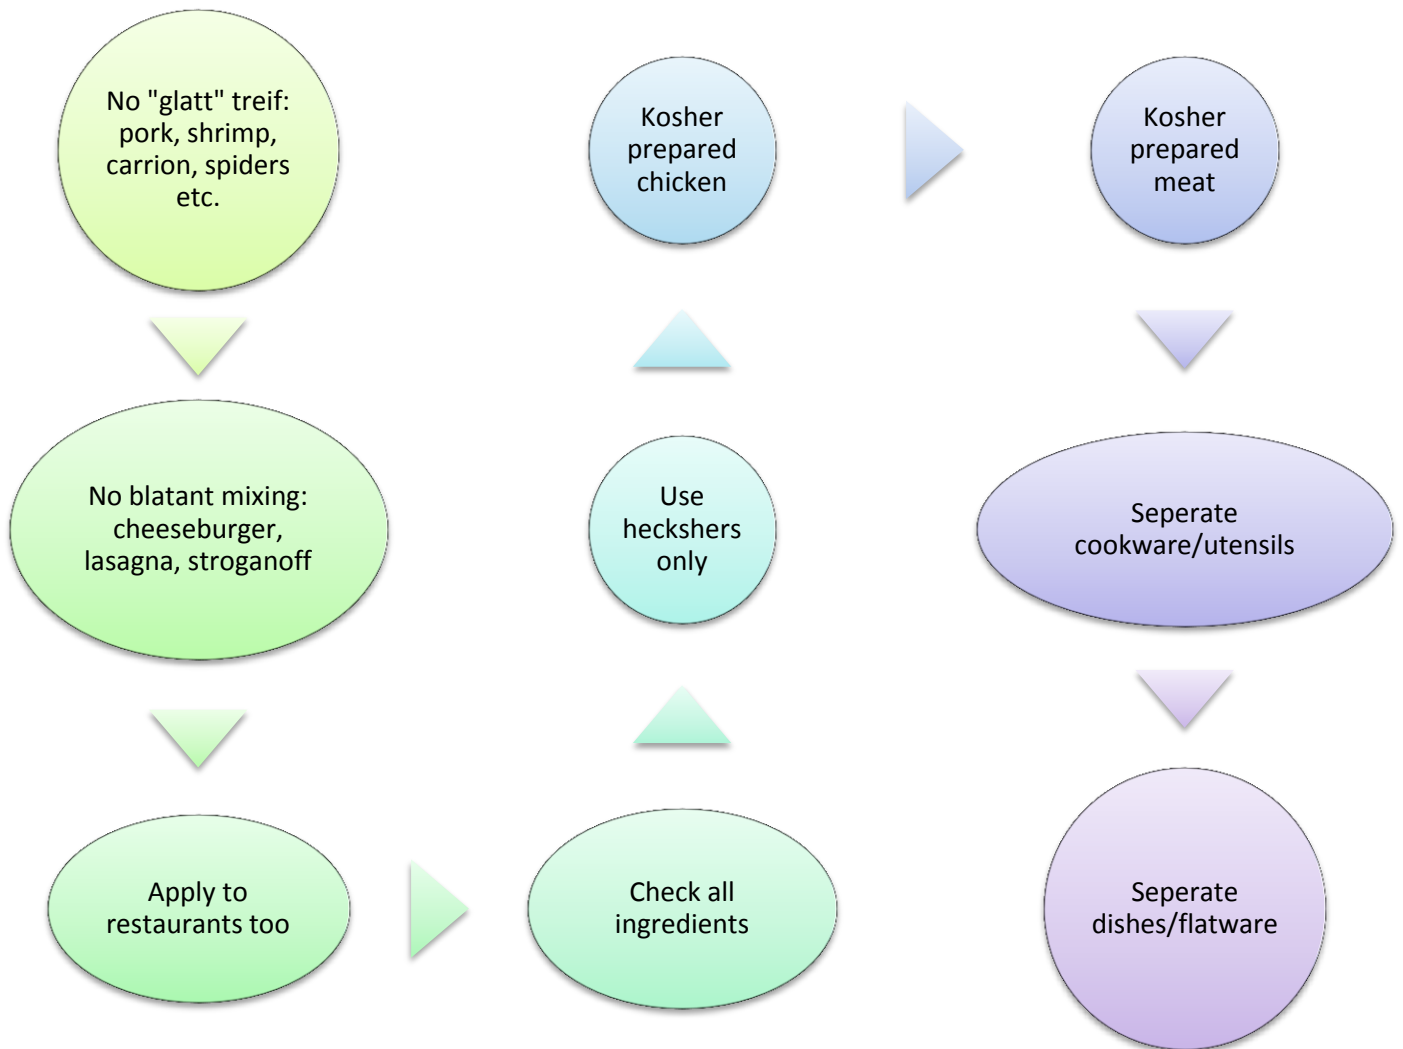 No "glatt" treif:
pork, shrimp,
carrion, spiders
etc.
No blatant mixing:
cheeseburger,
lasagna, stroganoff
Apply to
restaurants too
Check all
ingredients
Use
heckshers
only
Kosher
prepared
chicken
Kosher
prepared
meat
Seperate
cookware/utensils
Seperate
dishes/flatware